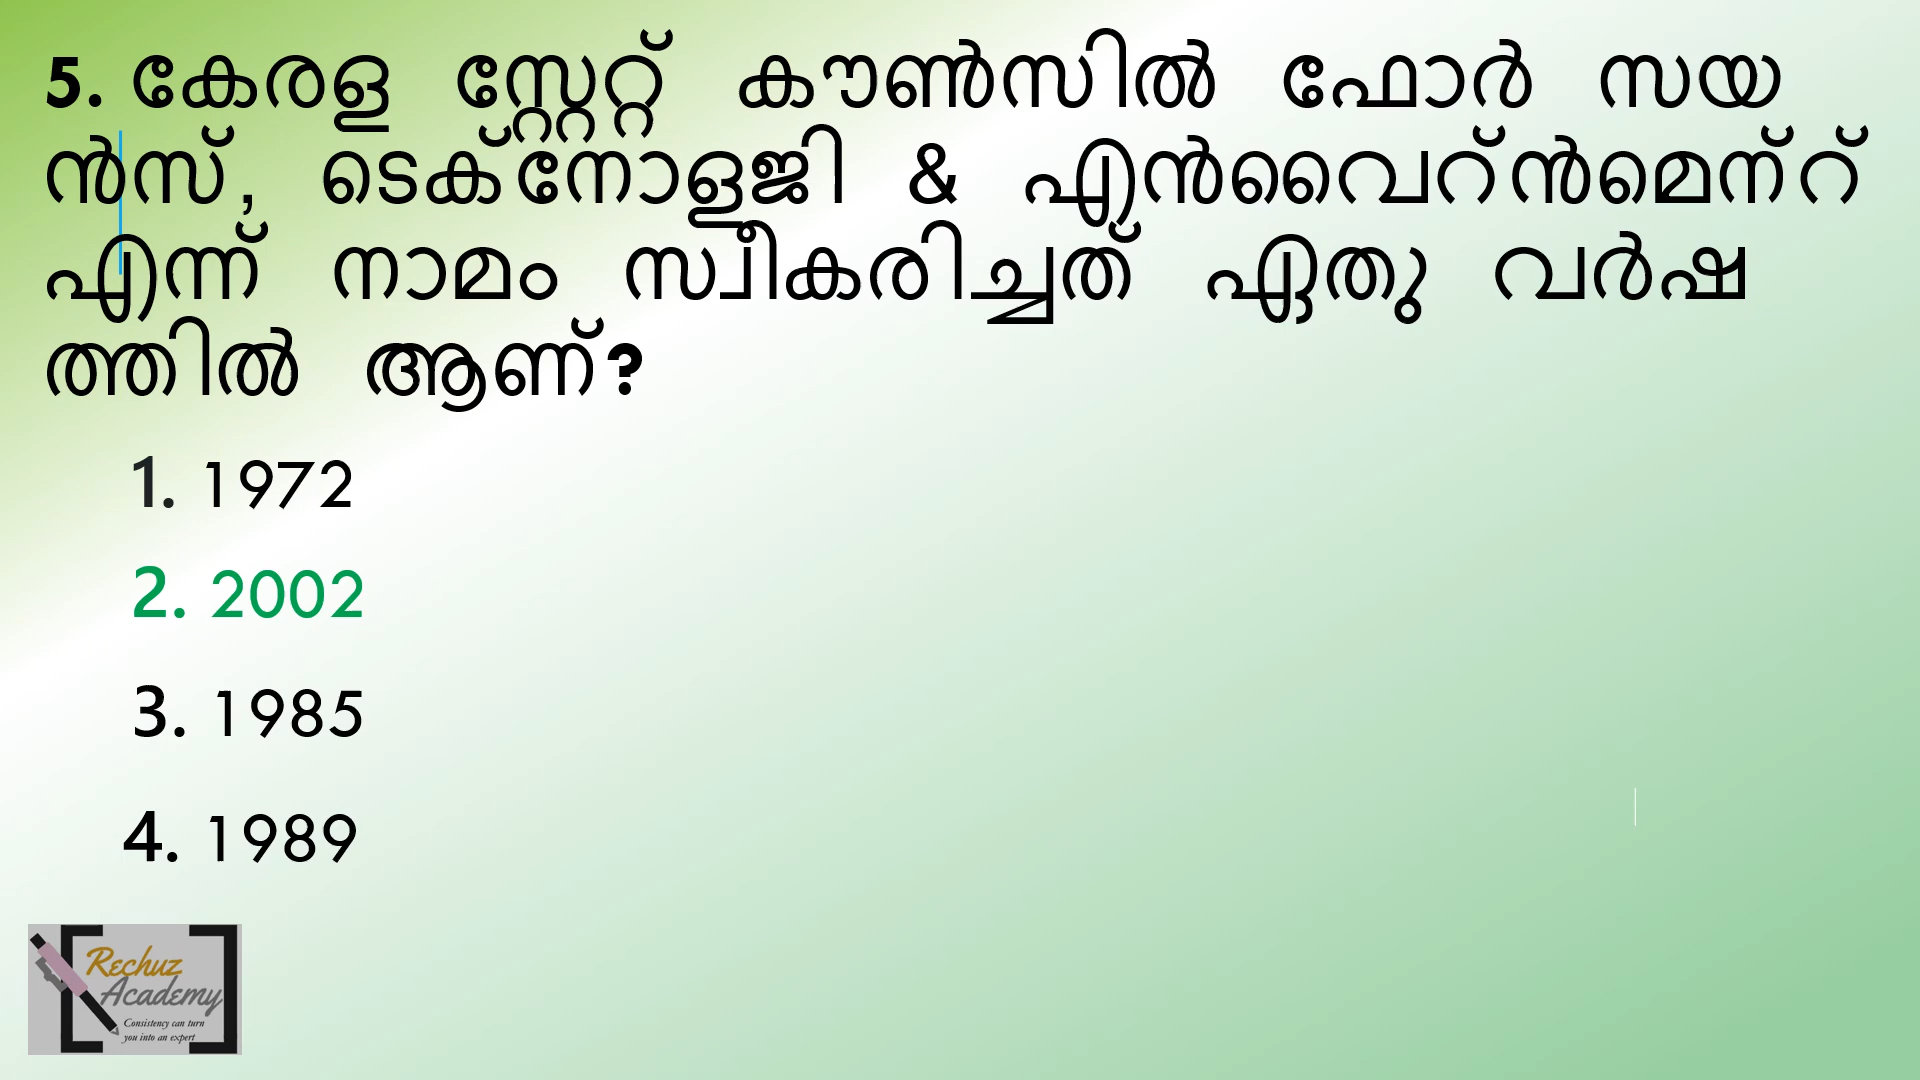 5. കേരള സ്റ്റേറ്റ് കൗൺസിൽ ഫോർ സയ
ൻസ്, ടെക്നോളജി & എൻവൈറ്ൻമെന്റ്
എന്ന് നാമം സ്വീകരിച്ചത് ഏതു വർഷ
ത്തിൽ ആണ്?
1. 1972
2. 2002
3. 1985
4. 1989
Rechuz
Academy
Consistency can turn
you into an expert